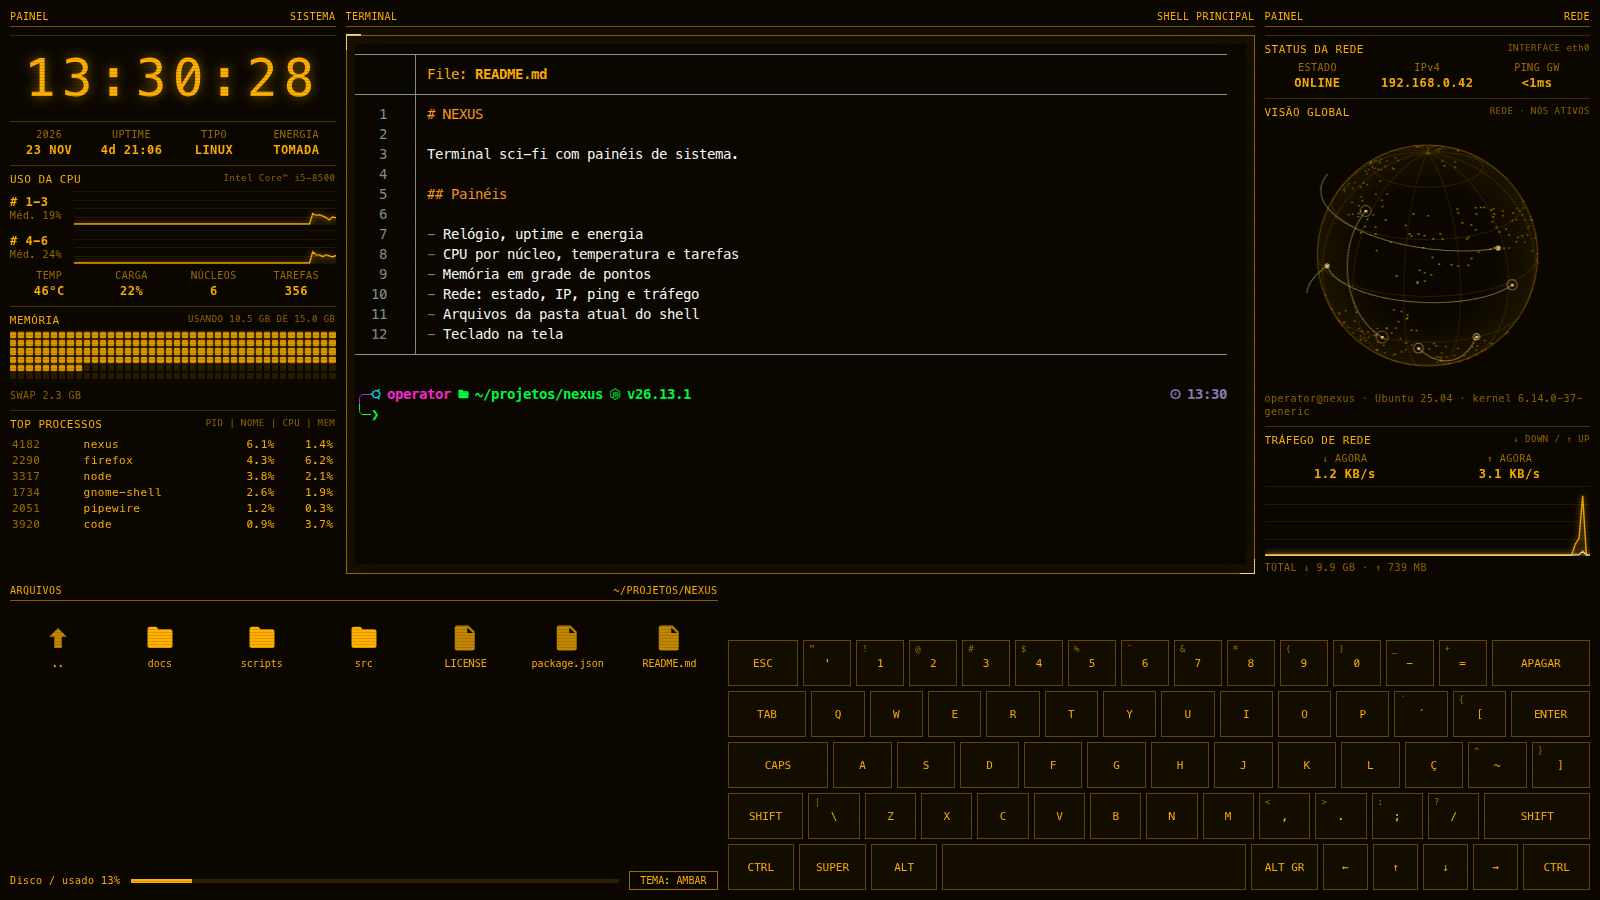 PAINEL SISTEMA
13:30:28
2026 UPTIME TIPO ENERGIA
23 NOV 4d 21:06 LINUX TOMADA
USO DA CPU Intel Core™ i5-8500
# 1-3
Méd. 19%
# 4-6
Méd. 24%
TEMP CARGA NÚCLEOS TAREFAS
46°C 22% 6 356
MEMÓRIA USANDO 10.5 GB DE 15.0 GB
SWAP 2.3 GB
TOP PROCESSOS PID | NOME | CPU | MEM
4182 nexus 6.1% 1.4%
2290 firefox 4.3% 6.2%
3317 node 3.8% 2.1%
1734 gnome-shell 2.6% 1.9%
2051 pipewire 1.2% 0.3%
3920 code 0.9% 3.7%
TERMINAL SHELL PRINCIPAL
File: README.md
1 # NEXUS
2
3 Terminal sci-fi com painéis de sistema.
4
5 ## Painéis
6
7 - Relógio, uptime e energia
8 - CPU por núcleo, temperatura e tarefas
9 - Memória em grade de pontos
10 - Rede: estado, IP, ping e tráfego
11 - Arquivos da pasta atual do shell
12 - Teclado na tela
operator ~/projetos/nexus v26.13.1 13:30
❯
PAINEL REDE
STATUS DA REDE INTERFACE eth0
ESTADO IPv4 PING GW
ONLINE 192.168.0.42 <1ms
VISÃO GLOBAL REDE · NÓS ATIVOS
operator@nexus · Ubuntu 25.04 · kernel 6.14.0-37-
generic
TRÁFEGO DE REDE ↓ DOWN / ↑ UP
↓ AGORA ↑ AGORA
1.2 KB/s 3.1 KB/s
TOTAL ↓ 9.9 GB · ↑ 739 MB
ARQUIVOS ~/PROJETOS/NEXUS
.. docs scripts src LICENSE package.json README.md
Disco / usado 13% TEMA: AMBAR
ESC " ' ! 1 @ 2 # 3 $ 4 % 5 ¨ 6 & 7 * 8 ( 9 ) 0 _ - + = APAGAR
TAB Q W E R T Y U I O P ` ´ { [ ENTER
CAPS A S D F G H J K L Ç ^ ~ } ]
SHIFT | \ Z X C V B N M < , > . : ; ? / SHIFT
CTRL SUPER ALT ALT GR ← ↑ ↓ → CTRL